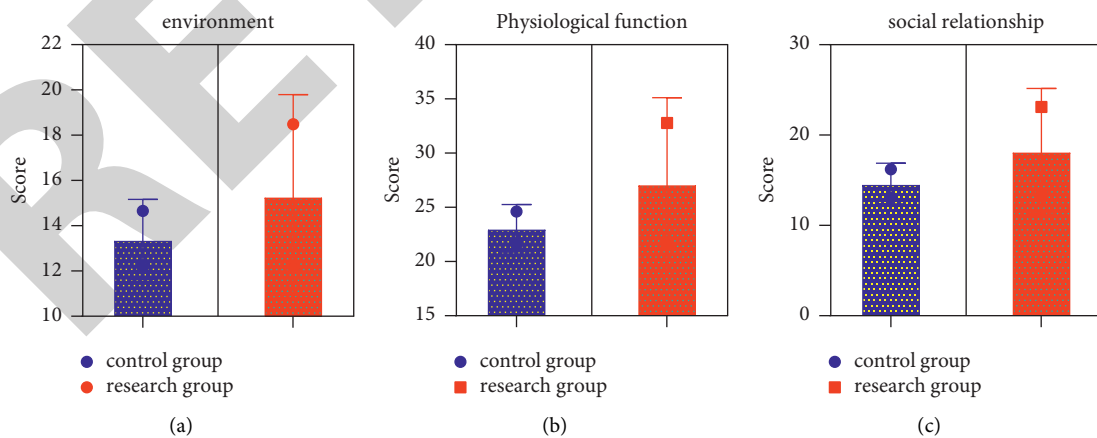 environment
22
20
18
16
14
12
10
Score
control group
research group
(a)
Physiological function
40
35
30
25
20
15
Score
control group
research group
(b)
social relationship
30
20
10
0
Score
control group
research group
(c)
RE